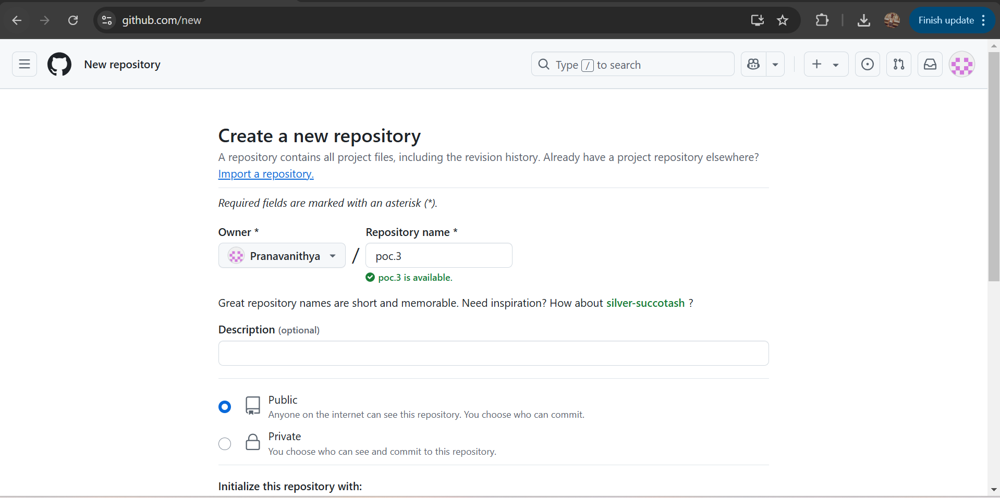 github.com/new
Finish update
New repository
Type / to search
Create a new repository
A repository contains all project files, including the revision history. Already have a project repository elsewhere?
Import a repository.
Required fields are marked with an asterisk (*).
Owner * Repository name *
Pranavanithya / poc.3
poc.3 is available.
Great repository names are short and memorable. Need inspiration? How about silver-succotash ?
Description (optional)
Public
Anyone on the internet can see this repository. You choose who can commit.
Private
You choose who can see and commit to this repository.
Initialize this repository with: